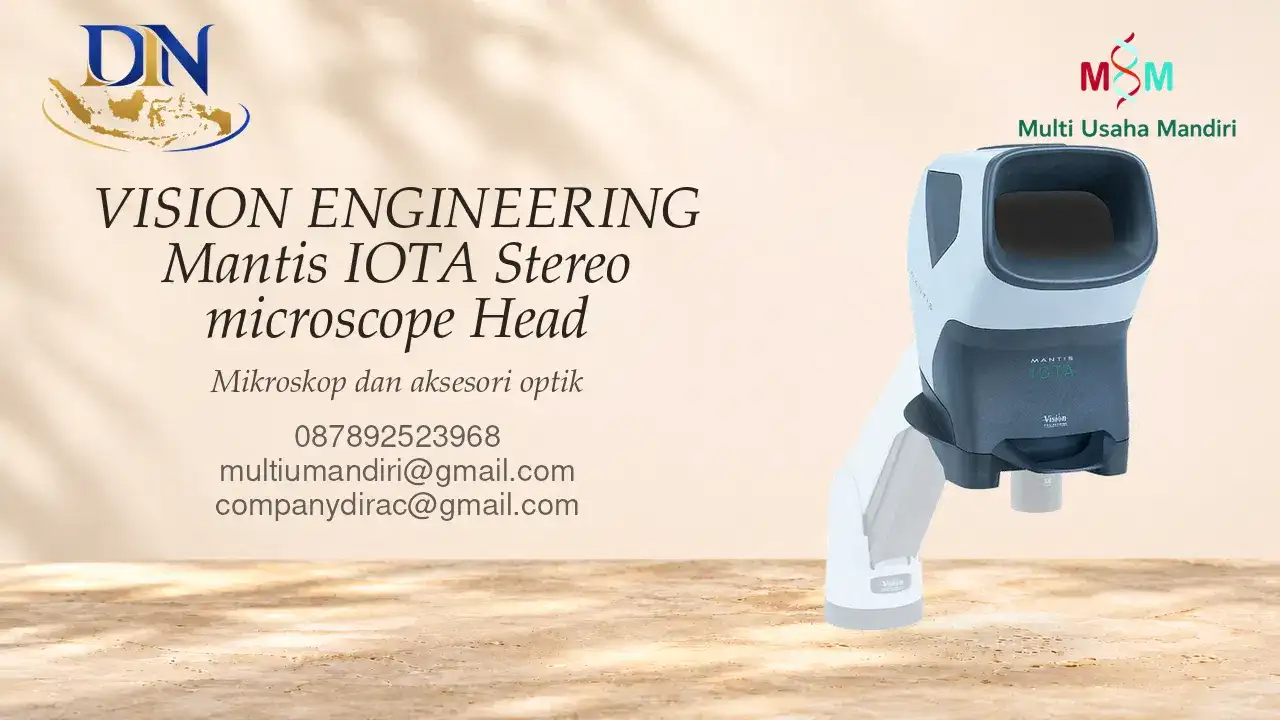 DN
M M
Multi Usaha Mandiri
VISION ENGINEERING
Mantis IOTA Stereo
microscope Head
Mikroskop dan aksesori optik
087892523968
multiumandiri@gmail.com
companydirac@gmail.com
MANTIS
IOTA
Vision
Vision